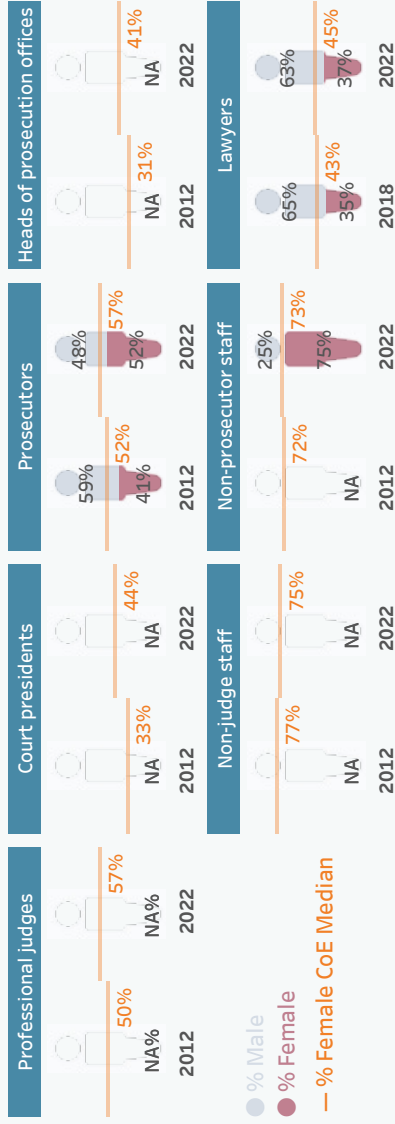 Professional judges
50%
57%
NA%
NA%
2012
2022
Court presidents
33%
44%
NA
NA
2012
2022
Prosecutors
59%
48%
52%
57%
41%
52%
2012
2022
Heads of prosecution offices
31%
41%
NA
NA
2012
2022
% Male
% Female
% Female CoE Median
Non-judge staff
77%
75%
NA
NA
2012
2022
Non-prosecutor staff
25%
72%
73%
NA
75%
2012
2022
Lawyers
65%
63%
43%
45%
35%
37%
2018
2022